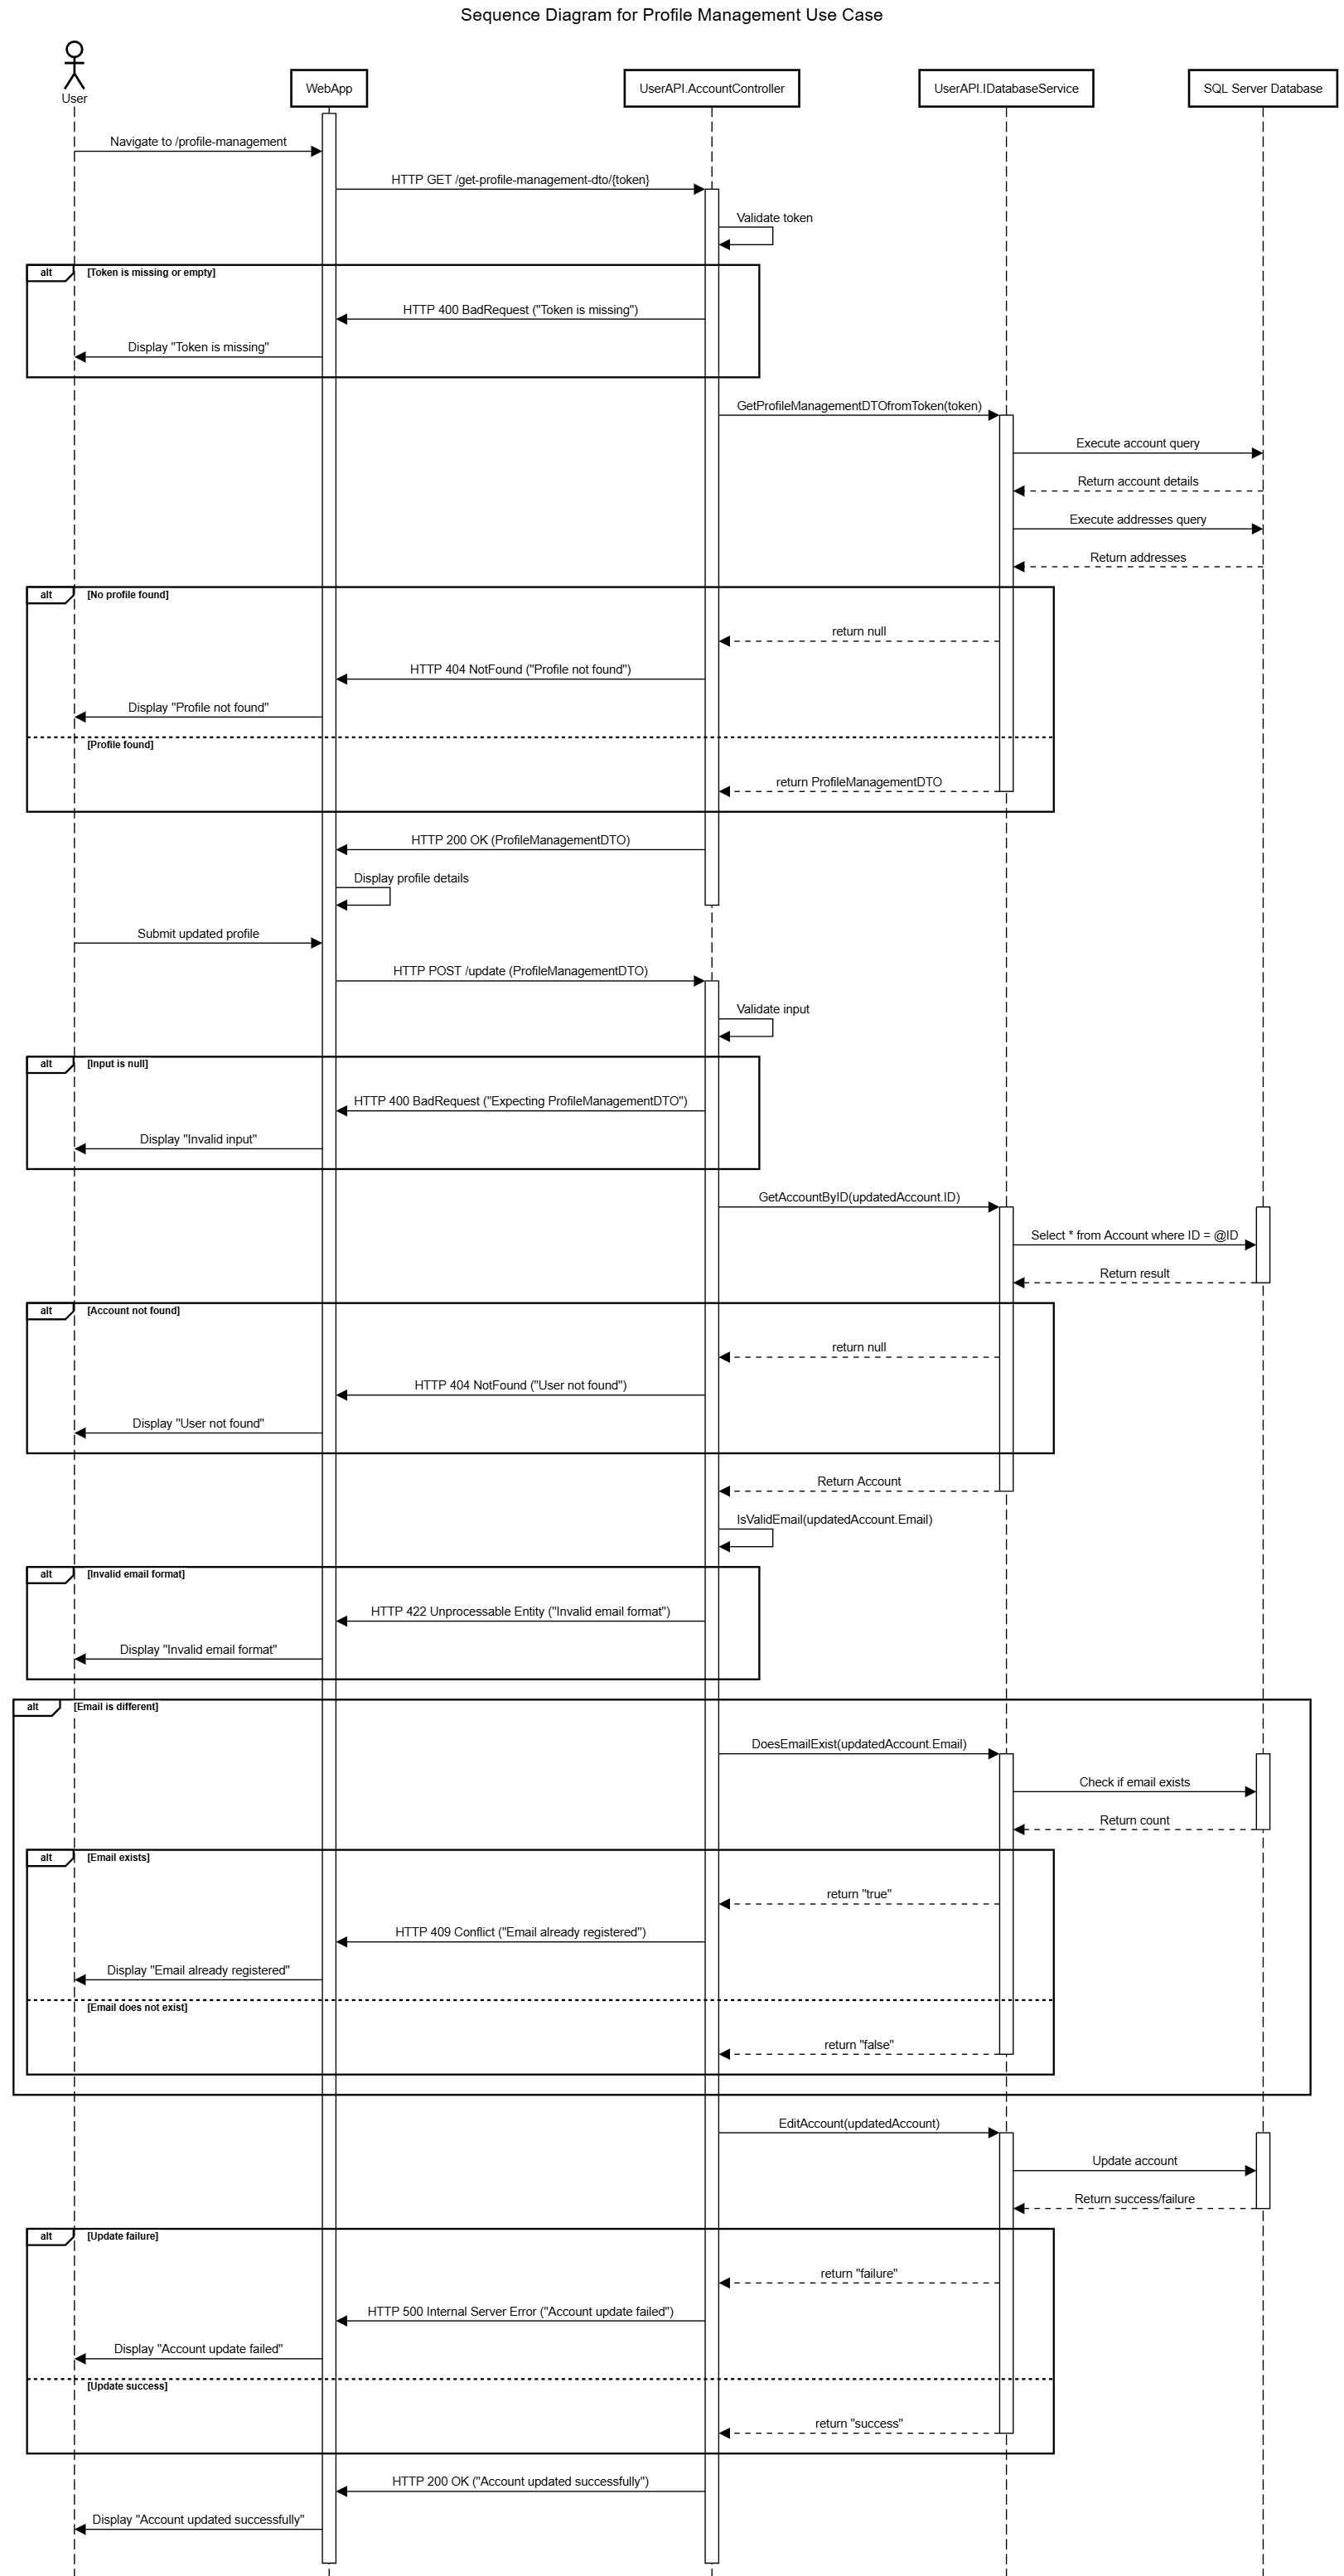 Sequence Diagram for Profile Management Use Case
User
WebApp
UserAPI.AccountController
UserAPI.IDatabaseService
SQL Server Database
Navigate to /profile-management
HTTP GET /get-profile-management-dto/{token}
Validate token
alt
[Token is missing or empty]
HTTP 400 BadRequest ("Token is missing")
Display "Token is missing"
GetProfileManagementDTOfromToken(token)
Execute account query
Return account details
Execute addresses query
Return addresses
alt
[No profile found]
return null
HTTP 404 NotFound ("Profile not found")
Display "Profile not found"
[Profile found]
return ProfileManagementDTO
HTTP 200 OK (ProfileManagementDTO)
Display profile details
Submit updated profile
HTTP POST /update (ProfileManagementDTO)
Validate input
alt
[Input is null]
HTTP 400 BadRequest ("Expecting ProfileManagementDTO")
Display "Invalid input"
GetAccountByID(updatedAccount.ID)
Select * from Account where ID = @ID
Return result
alt
[Account not found]
return null
HTTP 404 NotFound ("User not found")
Display "User not found"
Return Account
IsValidEmail(updatedAccount.Email)
alt
[Invalid email format]
HTTP 422 Unprocessable Entity ("Invalid email format")
Display "Invalid email format"
alt
[Email is different]
DoesEmailExist(updatedAccount.Email)
Check if email exists
Return count
alt
[Email exists]
return "true"
HTTP 409 Conflict ("Email already registered")
Display "Email already registered"
[Email does not exist]
return "false"
EditAccount(updatedAccount)
Update account
Return success/failure
alt
[Update failure]
return "failure"
HTTP 500 Internal Server Error ("Account update failed")
Display "Account update failed"
[Update success]
return "success"
HTTP 200 OK ("Account updated successfully")
Display "Account updated successfully"